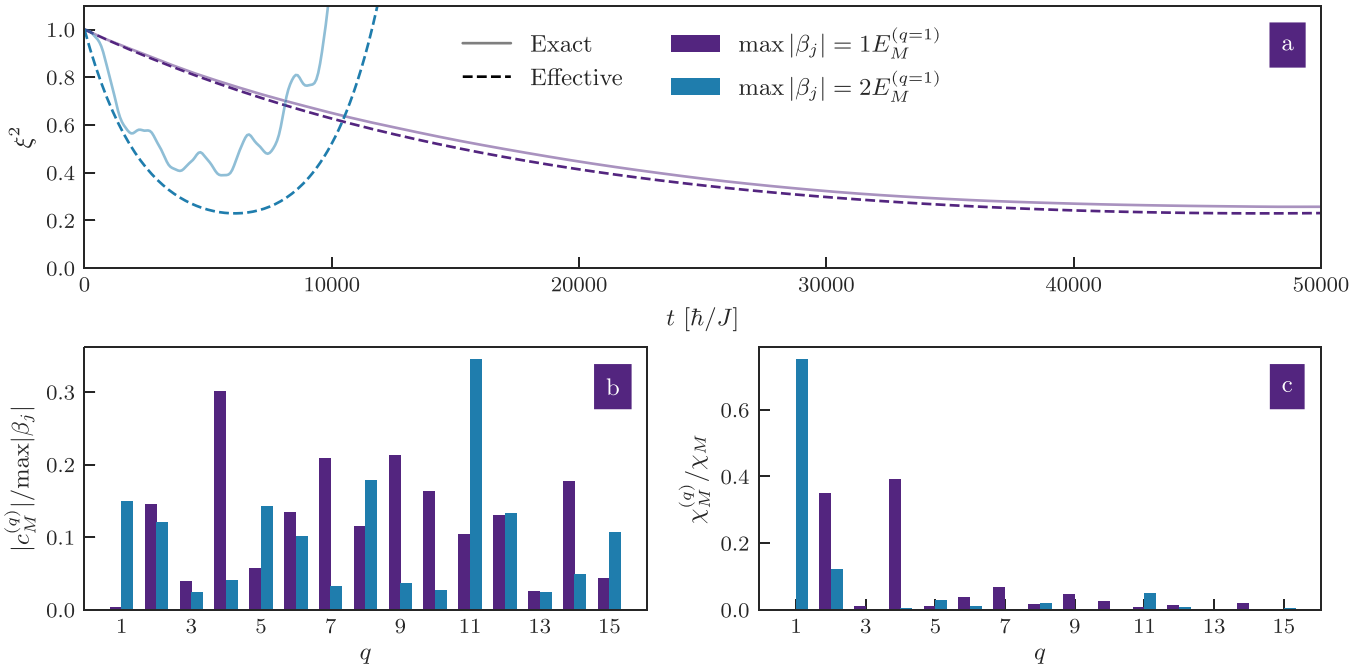 1.0
0.8
0.6
0.4
0.2
0.0
ξ²
Exact
Effective
max |β_j| = 1E_M^{(q=1)}
max |β_j| = 2E_M^{(q=1)}
a
0 10000 20000 30000 40000 50000
t [ħ/J]
0.3
0.2
0.1
0.0
|c_M^{(q)}|/max|β_j|
b
1 3 5 7 9 11 13 15
q
0.6
0.4
0.2
0.0
χ_M^{(q)}/χ_M
c
1 3 5 7 9 11 13 15
q